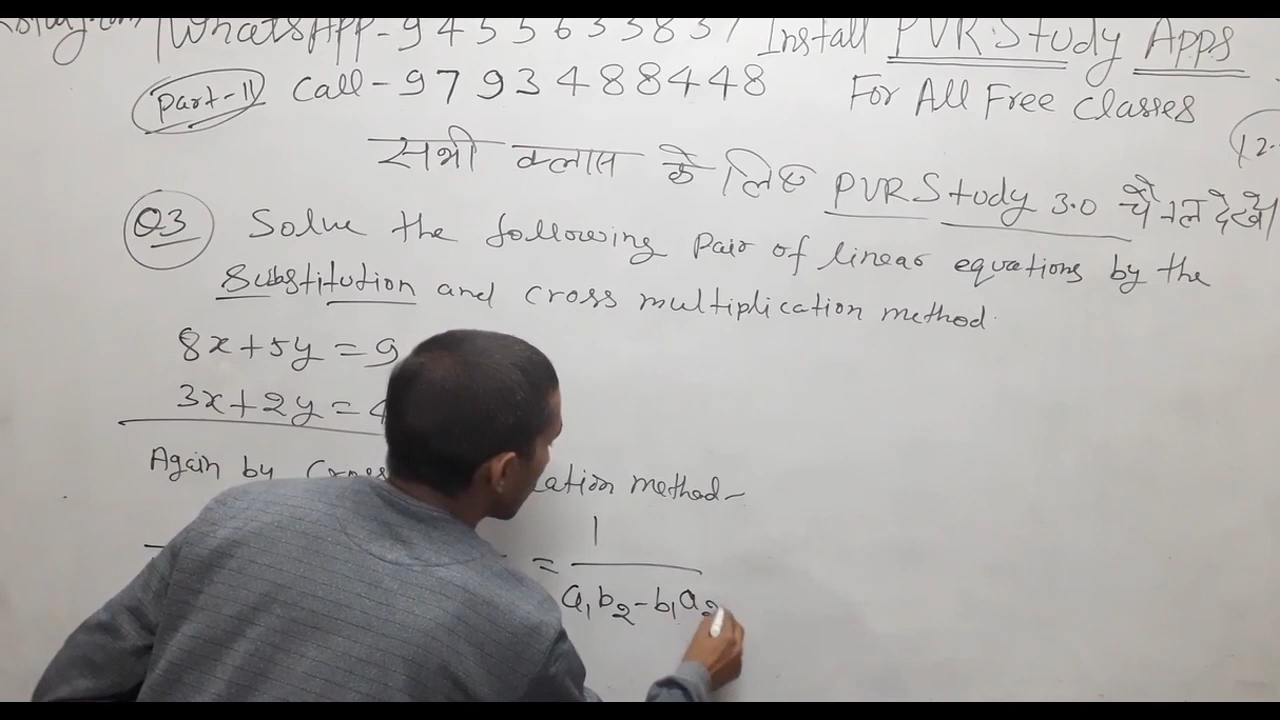 WhatsApp-9455633837 Install PVR Study Apps
Part-11 Call-9793488448 For All Free Classes
सभी क्लास के लिए PVR Study 3.0 चैनल देखें।
Q3 Solve the following Pair of linear equations by the
Substitution and cross multiplication method.
8x+5y=9
3x+2y=4
Again by method-
= 1
a₁b₂-b₁a₂